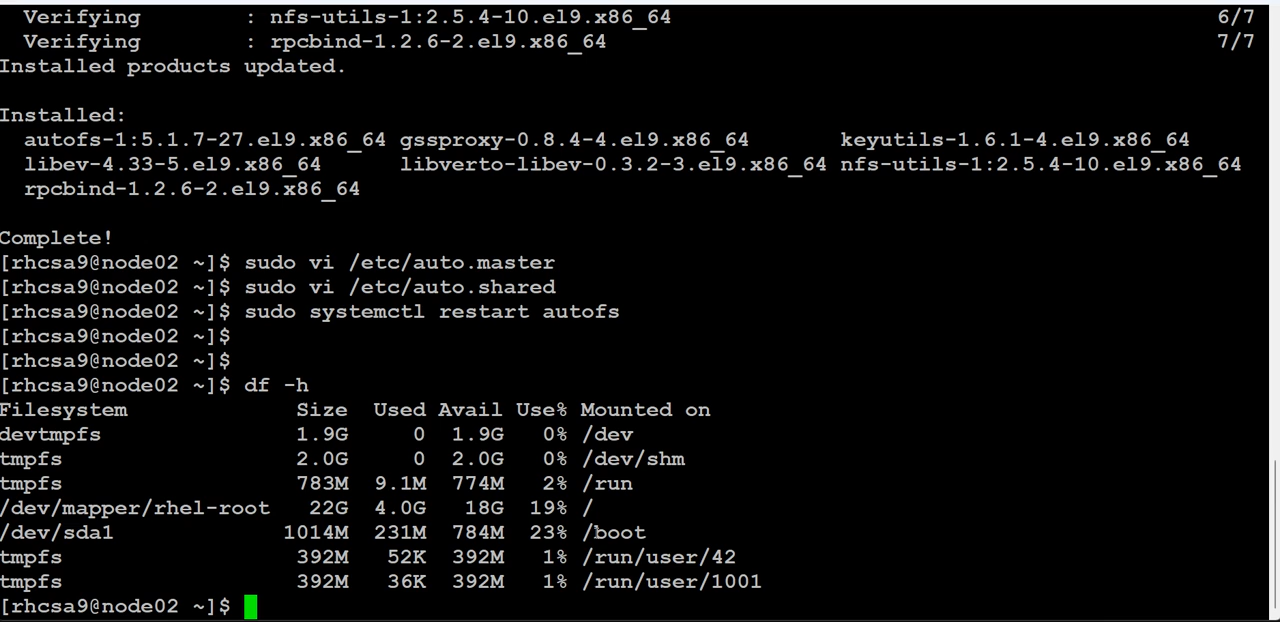 Verifying : nfs-utils-1:2.5.4-10.el9.x86_64 6/7
Verifying : rpcbind-1.2.6-2.el9.x86_64 7/7
Installed products updated.
Installed:
autofs-1:5.1.7-27.el9.x86_64 gssproxy-0.8.4-4.el9.x86_64 keyutils-1.6.1-4.el9.x86_64
libev-4.33-5.el9.x86_64 libverto-libev-0.3.2-3.el9.x86_64 nfs-utils-1:2.5.4-10.el9.x86_64
rpcbind-1.2.6-2.el9.x86_64
Complete!
[rhcsa9@node02 ~]$ sudo vi /etc/auto.master
[rhcsa9@node02 ~]$ sudo vi /etc/auto.shared
[rhcsa9@node02 ~]$ sudo systemctl restart autofs
[rhcsa9@node02 ~]$
[rhcsa9@node02 ~]$
[rhcsa9@node02 ~]$ df -h
Filesystem Size Used Avail Use% Mounted on
devtmpfs 1.9G 0 1.9G 0% /dev
tmpfs 2.0G 0 2.0G 0% /dev/shm
tmpfs 783M 9.1M 774M 2% /run
/dev/mapper/rhel-root 22G 4.0G 18G 19% /
/dev/sda1 1014M 231M 784M 23% /boot
tmpfs 392M 52K 392M 1% /run/user/42
tmpfs 392M 36K 392M 1% /run/user/1001
[rhcsa9@node02 ~]$